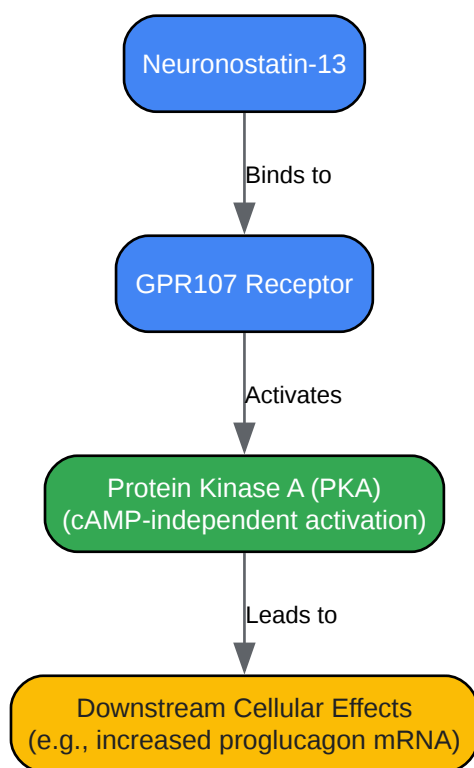 Neuronostatin-13
Binds to
GPR107 Receptor
Activates
Protein Kinase A (PKA)
(cAMP-independent activation)
Leads to
Downstream Cellular Effects
(e.g., increased proglucagon mRNA)